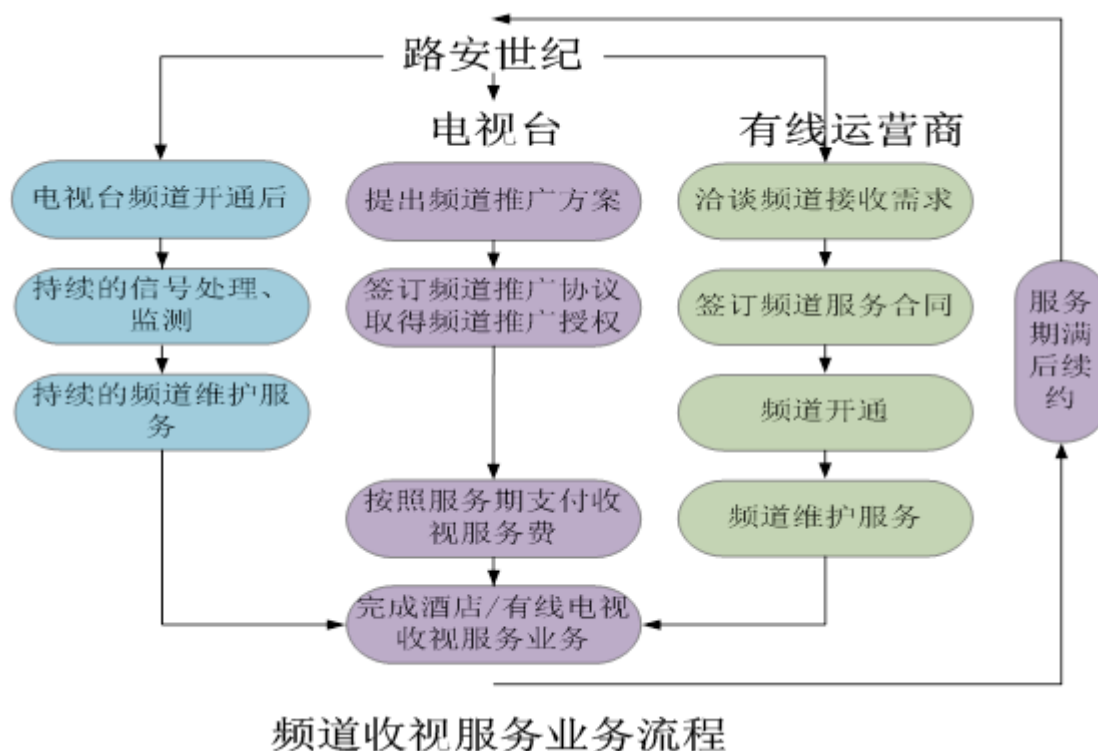 路安世纪
电视台
有线运营商
电视台频道开通后
持续的信号处理、
监测
持续的频道维护服
务
提出频道推广方案
签订频道推广协议
取得频道推广授权
按照服务期支付收
视服务费
完成酒店/有线电视
收视服务业务
洽谈频道接收需求
签订频道服务合同
频道开通
频道维护服务
服务
期满
后续
约
频道收视服务业务流程